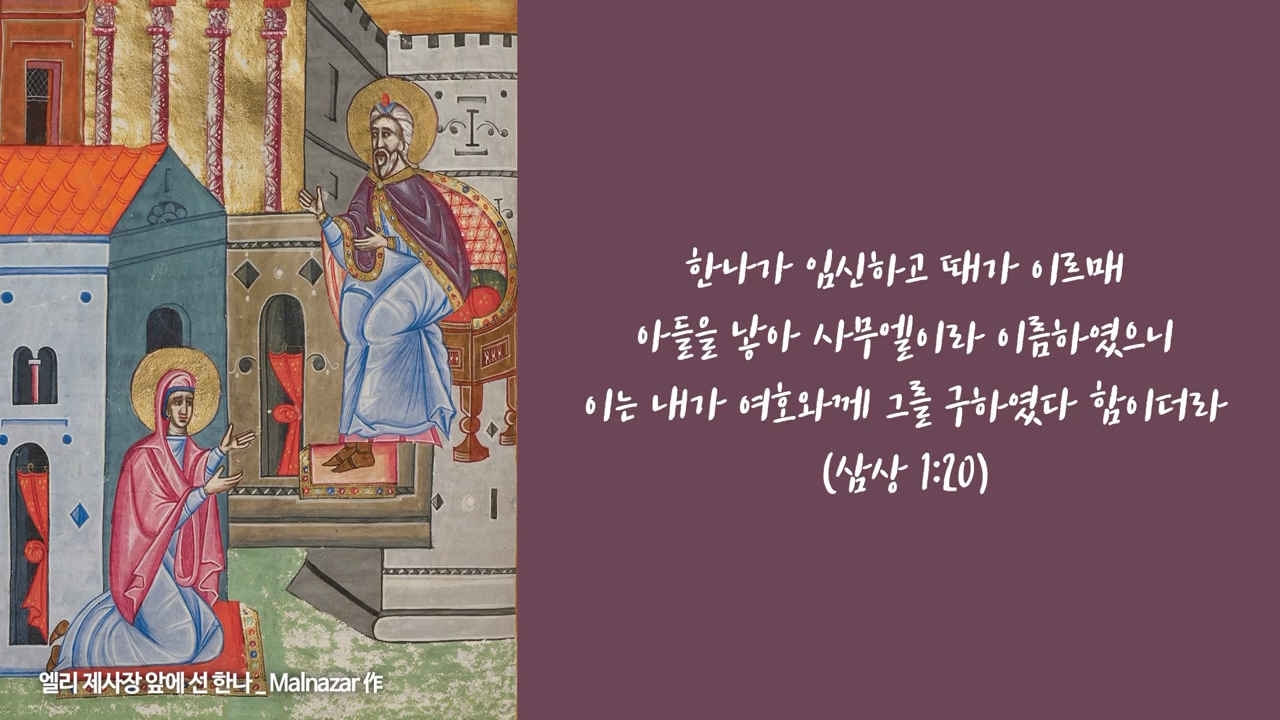 한나가 임신하고 때가 이르매
아들을 낳아 사무엘이라 이름하였으니
이는 내가 여호와께 그를 구하였다 함이더라
(삼상 1:20)
엘리 제사장 앞에 선 한나 _ Malnazar 作